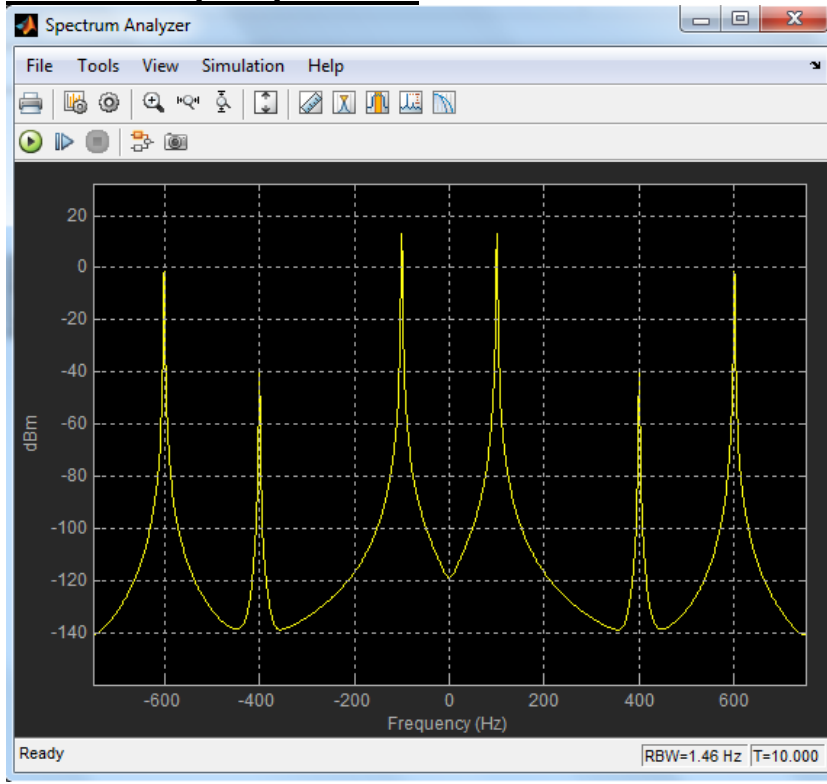 Spectrum Analyzer
File Tools View Simulation Help
20
0
-20
-40
-60
-80
-100
-120
-140
dBm
-600 -400 -200 0 200 400 600
Frequency (Hz)
Ready RBW=1.46 Hz T=10.000